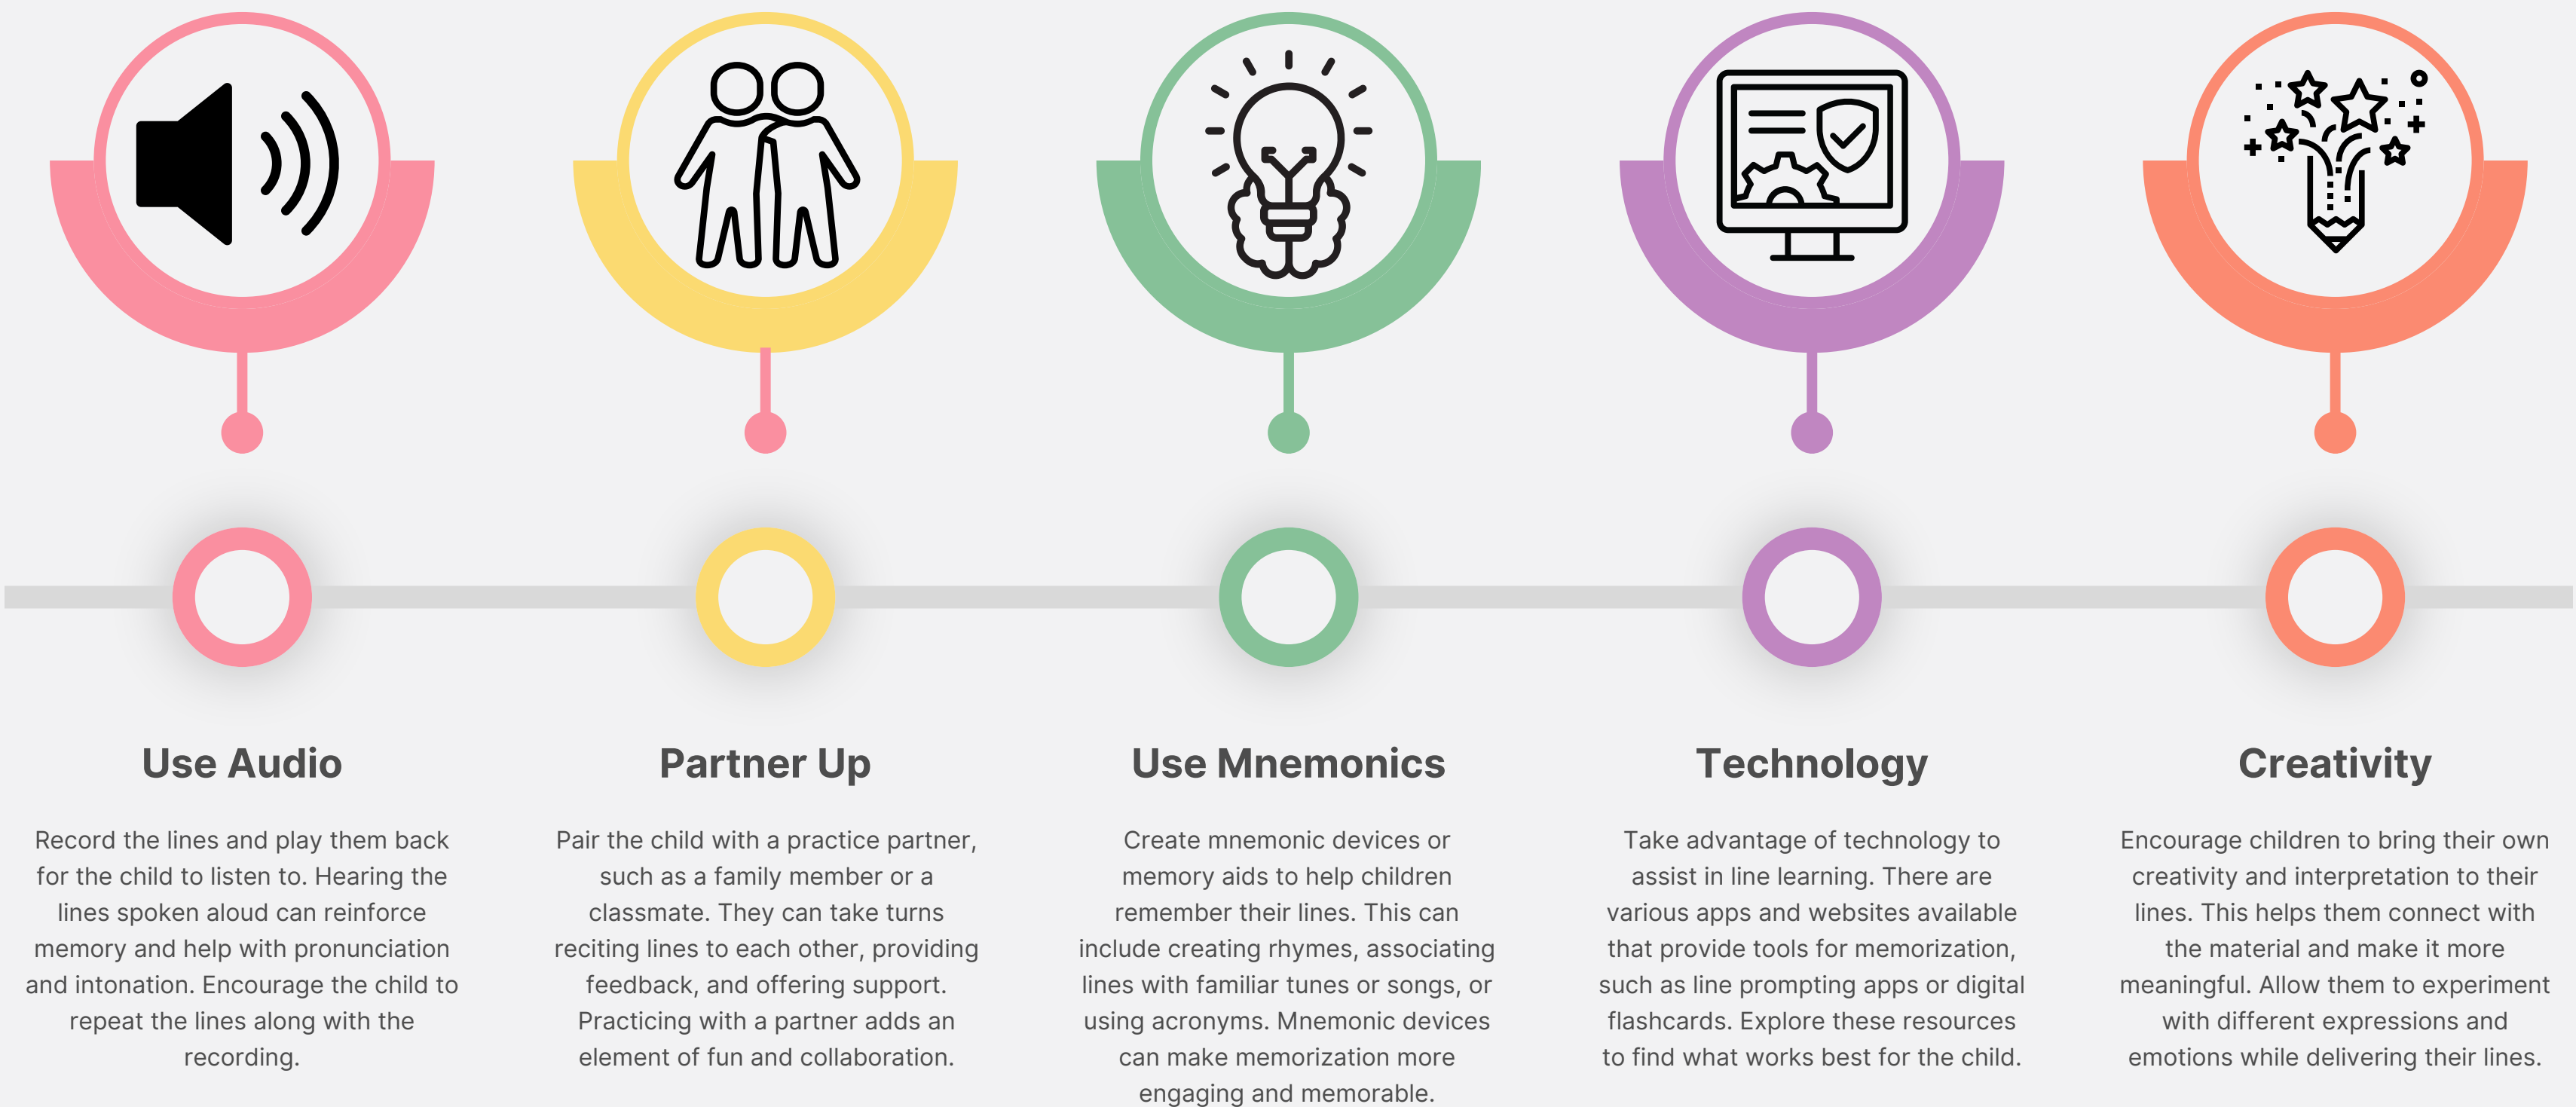 Use Audio
Record the lines and play them back
for the child to listen to. Hearing the
lines spoken aloud can reinforce
memory and help with pronunciation
and intonation. Encourage the child to
repeat the lines along with the
recording.
Partner Up
Pair the child with a practice partner,
such as a family member or a
classmate. They can take turns
reciting lines to each other, providing
feedback, and offering support.
Practicing with a partner adds an
element of fun and collaboration.
Use Mnemonics
Create mnemonic devices or
memory aids to help children
remember their lines. This can
include creating rhymes, associating
lines with familiar tunes or songs, or
using acronyms. Mnemonic devices
can make memorization more
engaging and memorable.
Technology
Take advantage of technology to
assist in line learning. There are
various apps and websites available
that provide tools for memorization,
such as line prompting apps or digital
flashcards. Explore these resources
to find what works best for the child.
Creativity
Encourage children to bring their own
creativity and interpretation to their
lines. This helps them connect with
the material and make it more
meaningful. Allow them to experiment
with different expressions and
emotions while delivering their lines.